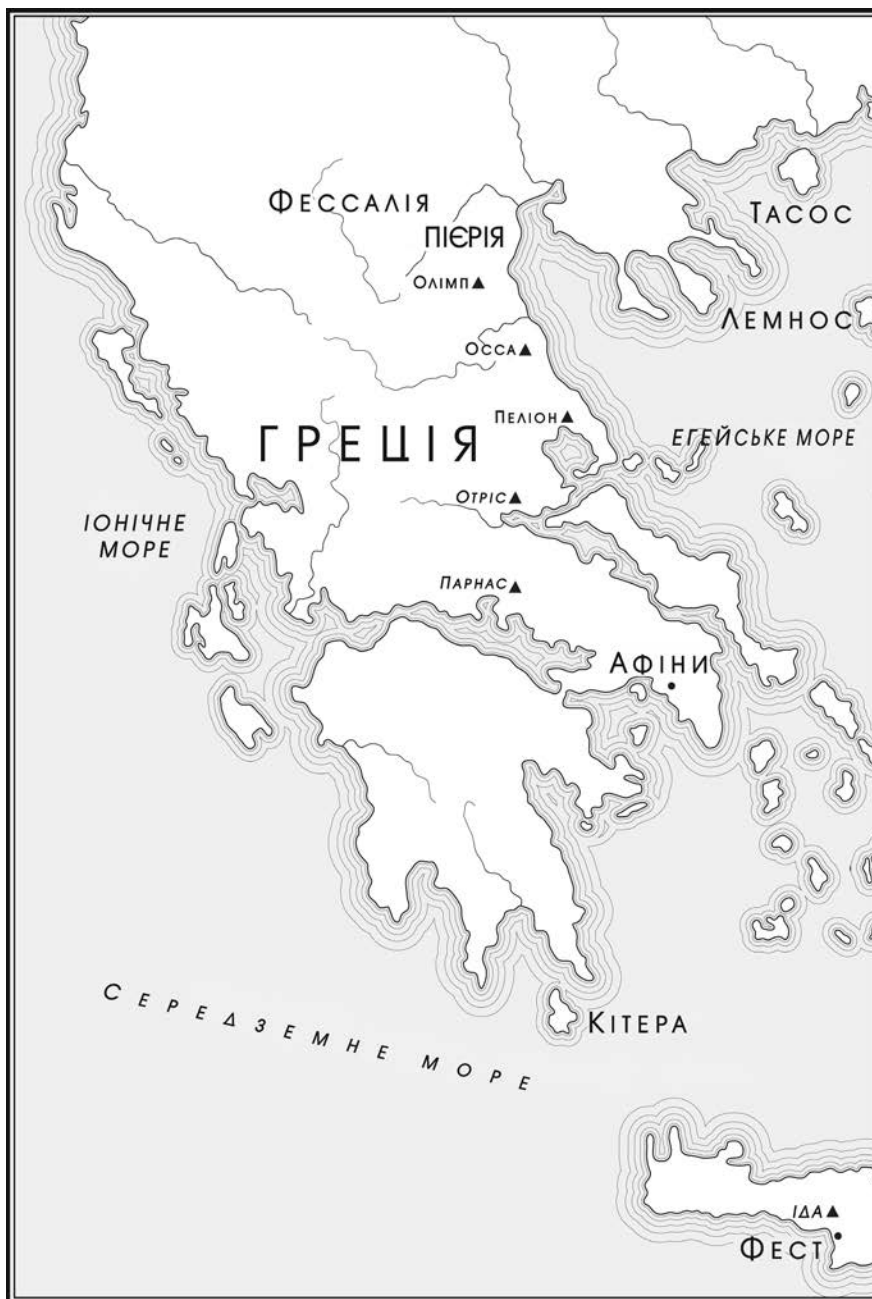 Фессалія
Тасос
ПІЄРІЯ
Олімп
Лемнос
Осса
Пеліон
ГРЕЦІЯ
ЕГЕЙСЬКЕ МОРЕ
Отріс
ІОНІЧНЕ
МОРЕ
Парнас
Афіни
Середземне море
Кітера
Іда
Фест